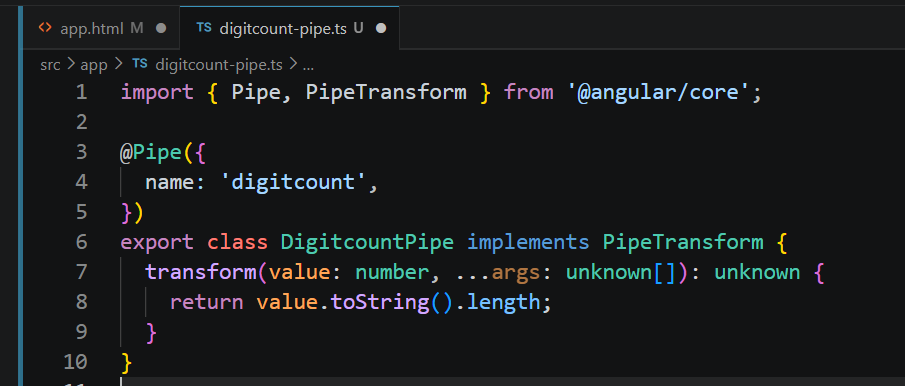 app.html M
TS digitcount-pipe.ts U
src > app > TS digitcount-pipe.ts > ...
1 import { Pipe, PipeTransform } from '@angular/core';
2
3 @Pipe({
4 name: 'digitcount',
5 })
6 export class DigitcountPipe implements PipeTransform {
7 transform(value: number, ...args: unknown[]): unknown {
8 return value.toString().length;
9 }
10 }
11